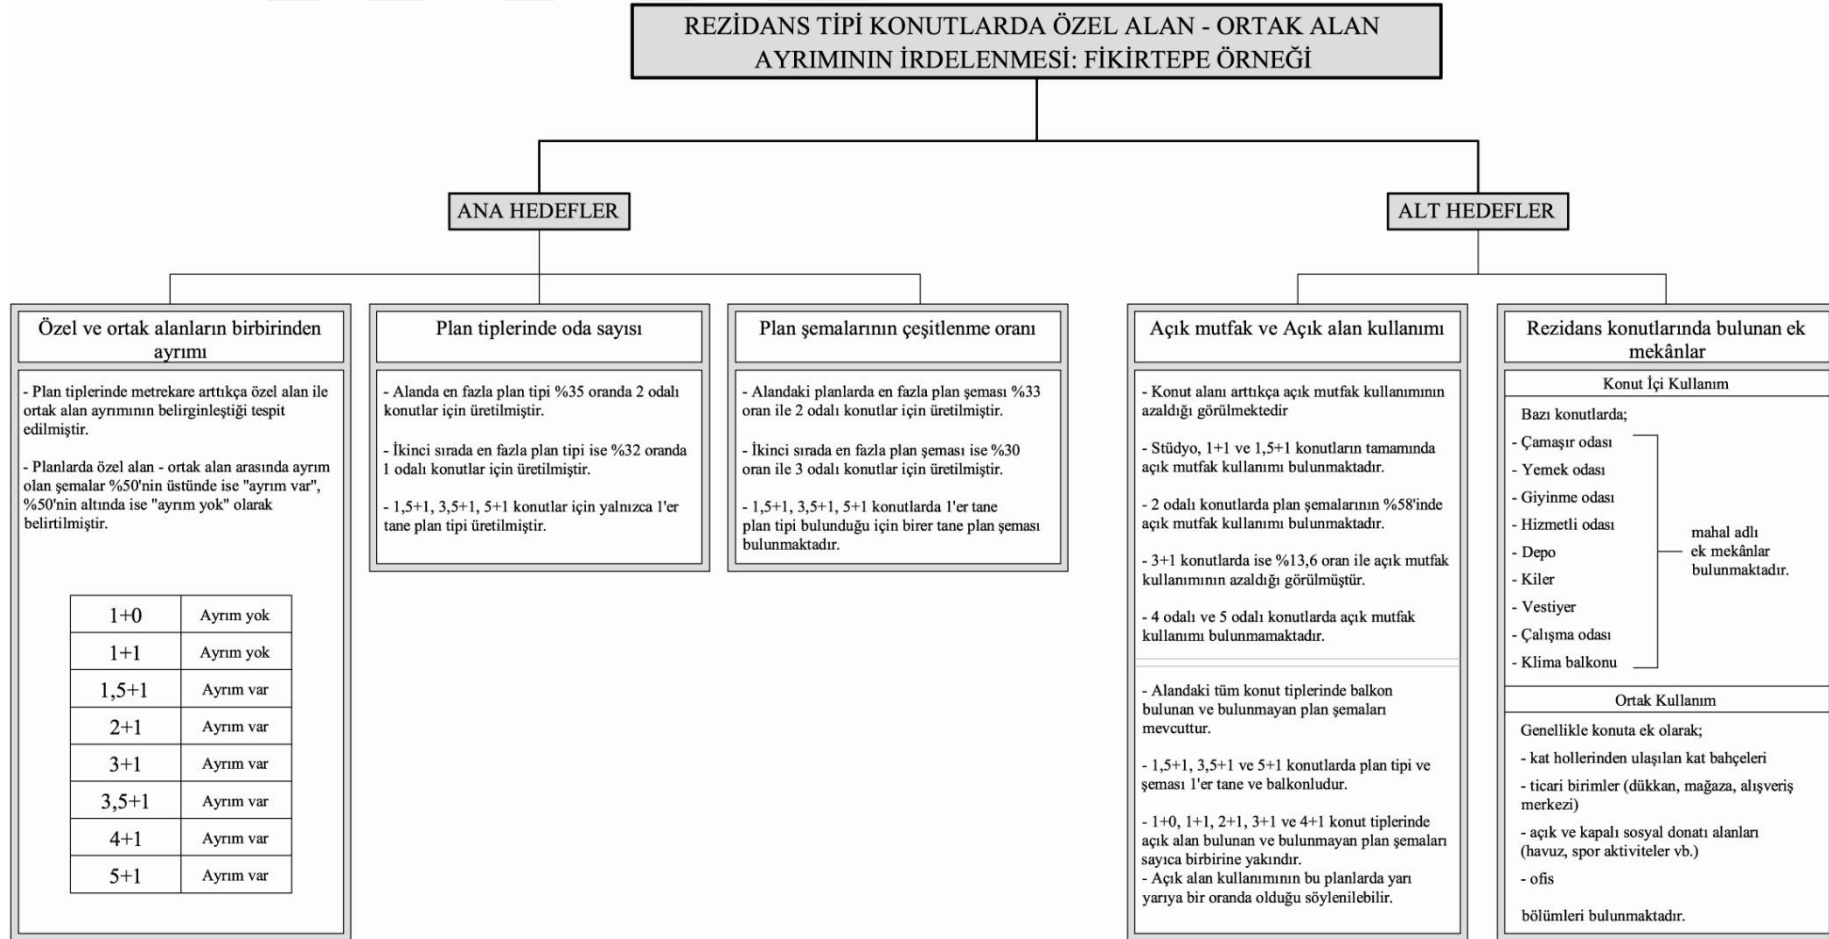 REZİDANS TİPİ KONUTLARDA ÖZEL ALAN - ORTAK ALAN
AYRIMININ İRDELENMESİ: FİKİRTEPE ÖRNEĞİ
ANA HEDEFLER
ALT HEDEFLER
Özel ve ortak alanların birbirinden
ayrımı
- Plan tiplerinde metrekare arttıkça özel alan ile
ortak alan ayrımının belirginleştiği tespit
edilmiştir.
- Planlarda özel alan - ortak alan arasında ayrım
olan şemalar %50'nin üstünde ise "ayrım var",
%50'nin altında ise "ayrım yok" olarak
belirtilmiştir.
1+0 Ayrım yok
1+1 Ayrım yok
1,5+1 Ayrım var
2+1 Ayrım var
3+1 Ayrım var
3,5+1 Ayrım var
4+1 Ayrım var
5+1 Ayrım var
Plan tiplerinde oda sayısı
- Alanda en fazla plan tipi %35 oranda 2 odalı
konutlar için üretilmiştir.
- İkinci sırada en fazla plan tipi ise %32 oranda
1 odalı konutlar için üretilmiştir.
- 1,5+1, 3,5+1, 5+1 konutlar için yalnızca 1'er
tane plan tipi üretilmiştir.
Plan şemalarının çeşitlenme oranı
- Alandaki planlarda en fazla plan şeması %33
oran ile 2 odalı konutlar için üretilmiştir.
- İkinci sırada en fazla plan şeması ise %30
oran ile 3 odalı konutlar için üretilmiştir.
- 1,5+1, 3,5+1, 5+1 konutlarda 1'er tane
plan tipi bulunduğu için birer tane plan şeması
bulunmaktadır.
Açık mutfak ve Açık alan kullanımı
- Konut alanı arttıkça açık mutfak kullanımının
azaldığı görülmektedir
- Stüdyo, 1+1 ve 1,5+1 konutların tamamında
açık mutfak kullanımı bulunmaktadır.
- 2 odalı konutlarda plan şemalarının %58'inde
açık mutfak kullanımı bulunmaktadır.
- 3+1 konutlarda ise %13,6 oran ile açık mutfak
kullanımının azaldığı görülmüştür.
- 4 odalı ve 5 odalı konutlarda açık mutfak
kullanımı bulunmamaktadır.
- Alandaki tüm konut tiplerinde balkon
bulunan ve bulunmayan plan şemaları
mevcuttur.
- 1,5+1, 3,5+1 ve 5+1 konutlarda plan tipi ve
şeması 1'er tane ve balkonludur.
- 1+0, 1+1, 2+1, 3+1 ve 4+1 konut tiplerinde
açık alan bulunan ve bulunmayan plan şemaları
sayıca birbirine yakındır.
- Açık alan kullanımının bu planlarda yarı
yarıya bir oranda olduğu söylenilebilir.
Rezidans konutlarında bulunan ek
mekânlar
Konut İçi Kullanım
Bazı konutlarda;
- Çamaşır odası
- Yemek odası
- Giyinme odası
- Hizmetli odası
- Depo
- Kiler
- Vestiyer
- Çalışma odası
- Klima balkonu
mahal adlı
ek mekânlar
bulunmaktadır.
Ortak Kullanım
Genellikle konuta ek olarak;
- kat hollerinden ulaşılan kat bahçeleri
- ticari birimler (dükkan, mağaza, alışveriş
merkezi)
- açık ve kapalı sosyal donatı alanları
(havuz, spor aktiviteler vb.)
- ofis
bölümleri bulunmaktadır.